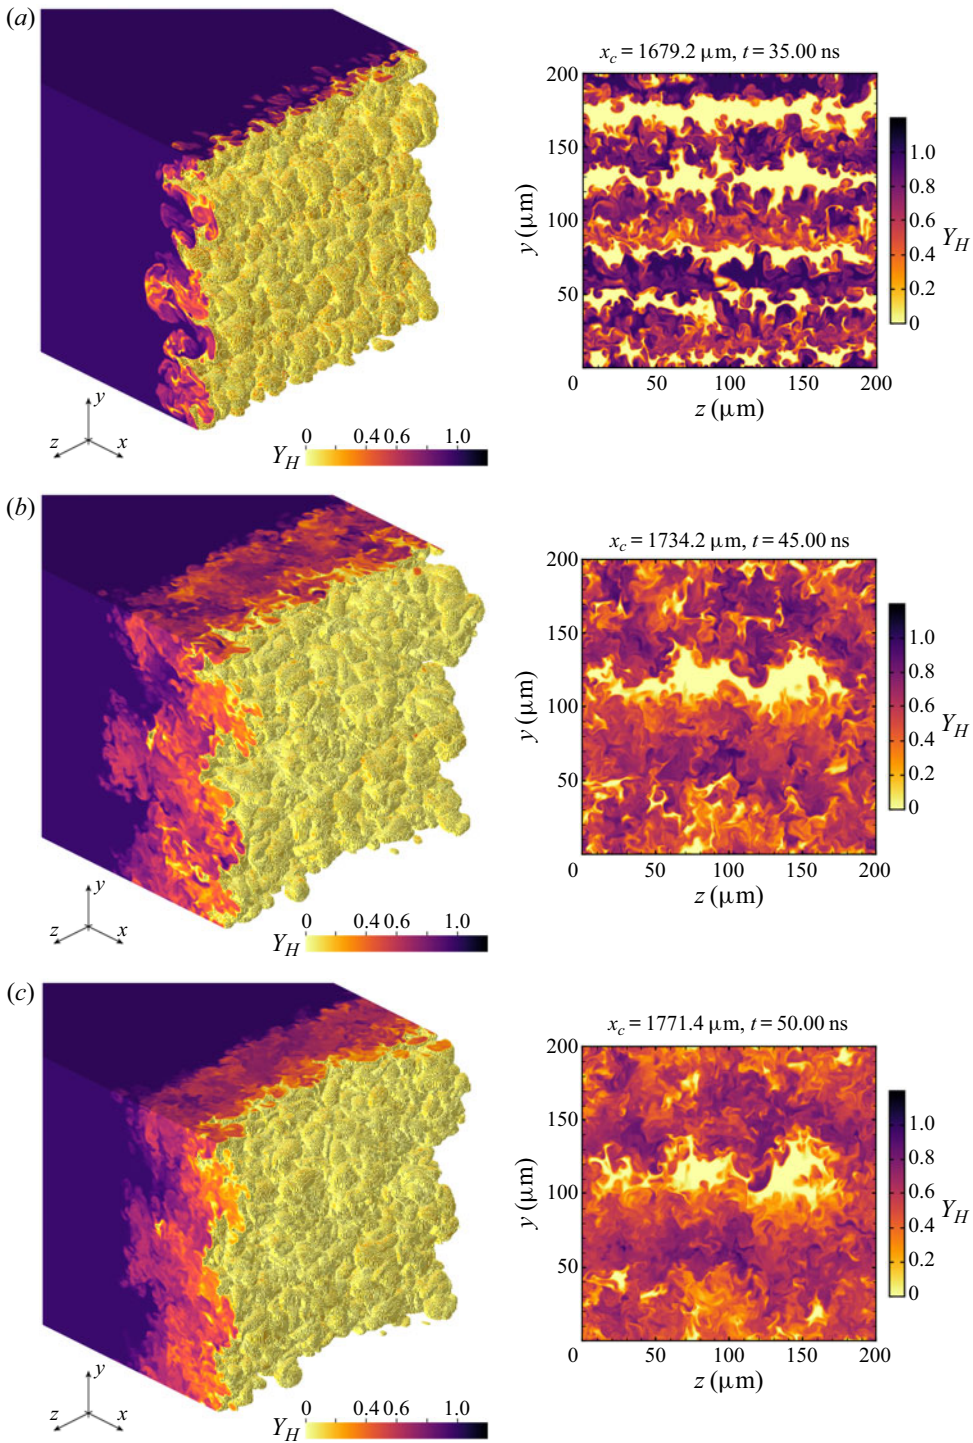 (a)
x_c = 1679.2 μm, t = 35.00 ns
200
150
100
50
0
50
100
150
200
y (μm)
z (μm)
1.0
0.8
0.6
0.4
0.2
0
Y_H
y
z
x
Y_H
0
0.4
0.6
1.0
(b)
x_c = 1734.2 μm, t = 45.00 ns
200
150
100
50
0
50
100
150
200
y (μm)
z (μm)
1.0
0.8
0.6
0.4
0.2
0
Y_H
y
z
x
Y_H
0
0.4
0.6
1.0
(c)
x_c = 1771.4 μm, t = 50.00 ns
200
150
100
50
0
50
100
150
200
y (μm)
z (μm)
1.0
0.8
0.6
0.4
0.2
0
Y_H
y
z
x
Y_H
0
0.4
0.6
1.0